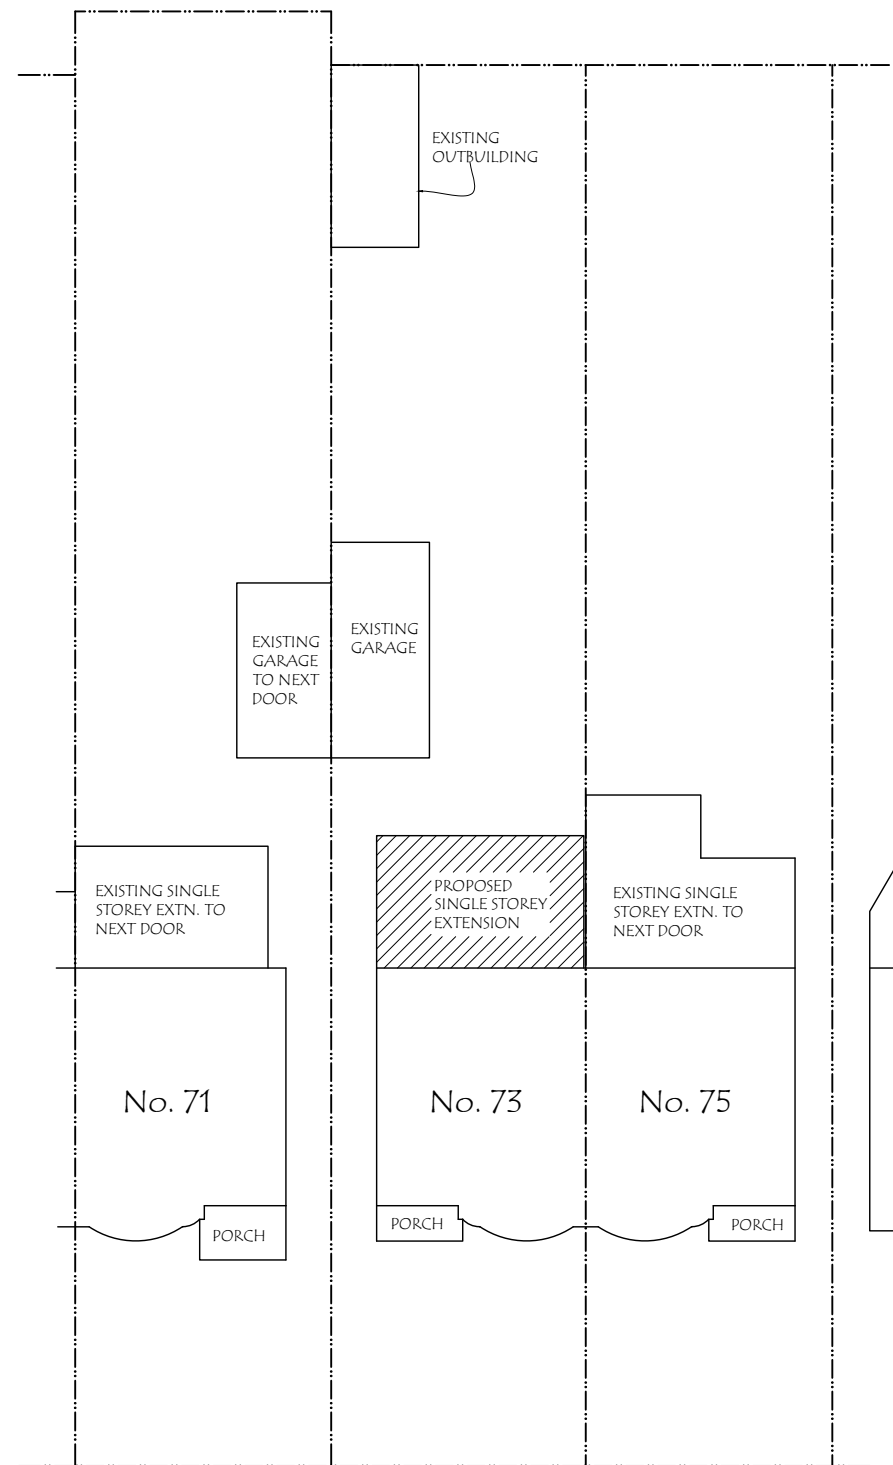 EXISTING
OUTBUILDING
EXISTING
GARAGE
TO NEXT
DOOR
EXISTING
GARAGE
EXISTING SINGLE
STOREY EXTN. TO
NEXT DOOR
PROPOSED
SINGLE STOREY
EXTENSION
EXISTING SINGLE
STOREY EXTN. TO
NEXT DOOR
No. 71
No. 73
No. 75
PORCH
PORCH
PORCH